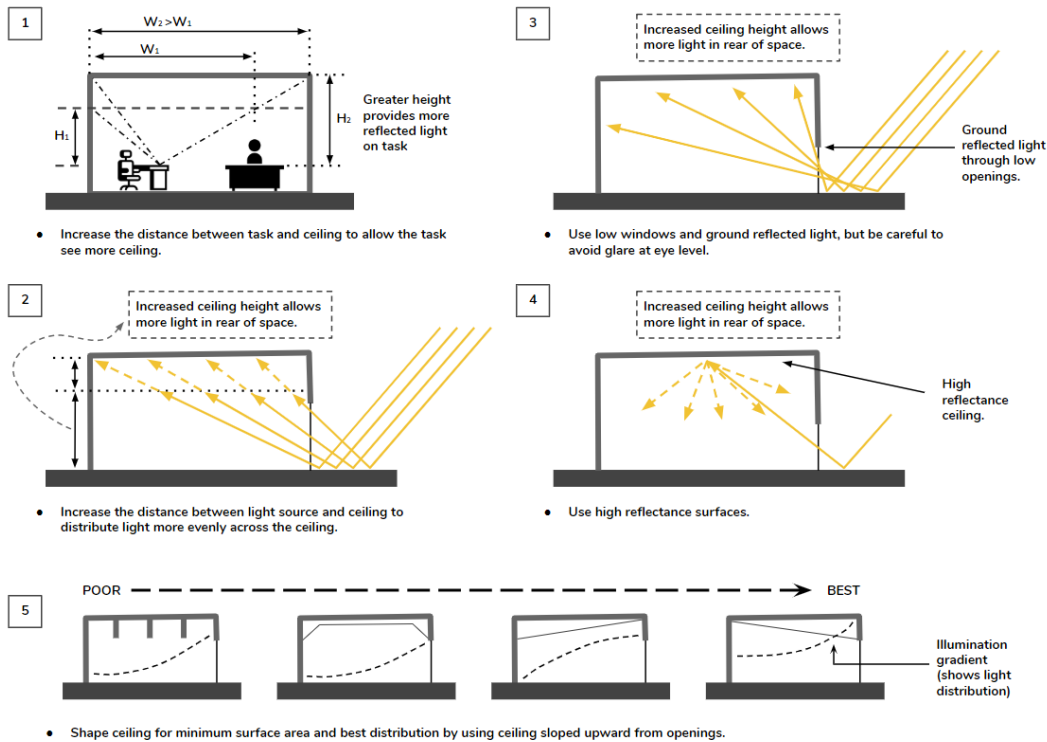 1
W₂ >W₁
W₁
H₁
H₂
Greater height
provides more
reflected light
on task
● Increase the distance between task and ceiling to allow the task
see more ceiling.
2
Increased ceiling height allows
more light in rear of space.
● Increase the distance between light source and ceiling to
distribute light more evenly across the ceiling.
3
Increased ceiling height allows
more light in rear of space.
Ground
reflected light
through low
openings.
● Use low windows and ground reflected light, but be careful to
avoid glare at eye level.
4
Increased ceiling height allows
more light in rear of space.
High
reflectance
ceiling.
● Use high reflectance surfaces.
5
POOR
BEST
Illumination
gradient
(shows light
distribution)
● Shape ceiling for minimum surface area and best distribution by using ceiling sloped upward from openings.